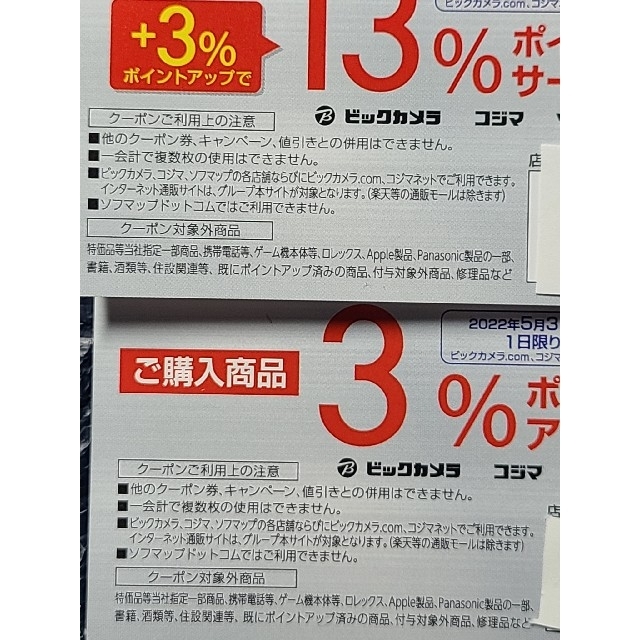 ビックカメラ.com、コジ
+3%
ポイントアップで
13%
ポイ
サー
ビックカメラ コジマ
クーポンご利用上の注意
■他のクーポン券、キャンペーン、値引きとの併用はできません。
■一会計で複数枚の使用はできません。
■ビックカメラ、コジマ、ソフマップの各店舗ならびにビックカメラ.com、コジマネットでご利用できます。
インターネット通販サイトは、グループ本サイトが対象となります。(楽天等の通販モールは除きます)
■ソフマップドットコムではご利用できません。
店
クーポン対象外商品
特価品等当社指定一部商品、携帯電話等、ゲーム機本体等、ロレックス、Apple製品、Panasonic製品の一部、
書籍、酒類等、住設関連等、既にポイントアップ済みの商品、付与対象外商品、修理品など
2022年5月3
1日限り
ビックカメラ.com、コジマ
ご購入商品
3%
ポ
ア
ビックカメラ コジマ
クーポンご利用上の注意
■他のクーポン券、キャンペーン、値引きとの併用はできません。
■一会計で複数枚の使用はできません。
■ビックカメラ、コジマ、ソフマップの各店舗ならびにビックカメラ.com、コジマネットでご利用できます。
インターネット通販サイトは、グループ本サイトが対象となります。(楽天等の通販モールは除きます)
■ソフマップドットコムではご利用できません。
店
クーポン対象外商品
特価品等当社指定一部商品、携帯電話等、ゲーム機本体等、ロレックス、Apple製品、Panasonic製品の一部、
書籍、酒類等、住設関連等、既にポイントアップ済みの商品、付与対象外商品、修理品など